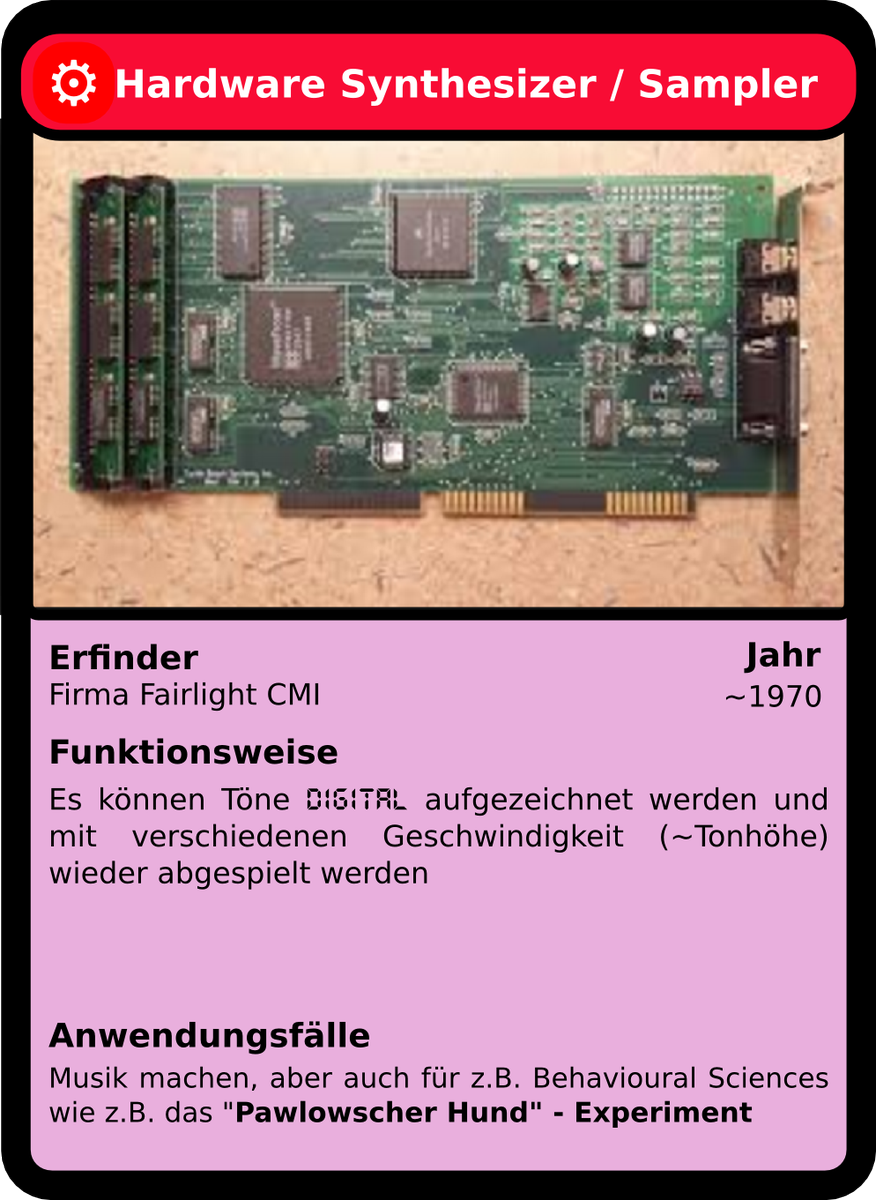 Hardware Synthesizer / Sampler
Erfinder
Jahr
Firma Fairlight CMI
~1970
Funktionsweise
Es können Töne DIGITAL aufgezeichnet werden und
mit verschiedenen Geschwindigkeit (~Tonhöhe)
wieder abgespielt werden
Anwendungsfälle
Musik machen, aber auch für z.B. Behavioural Sciences
wie z.B. das "Pawlowscher Hund" - Experiment